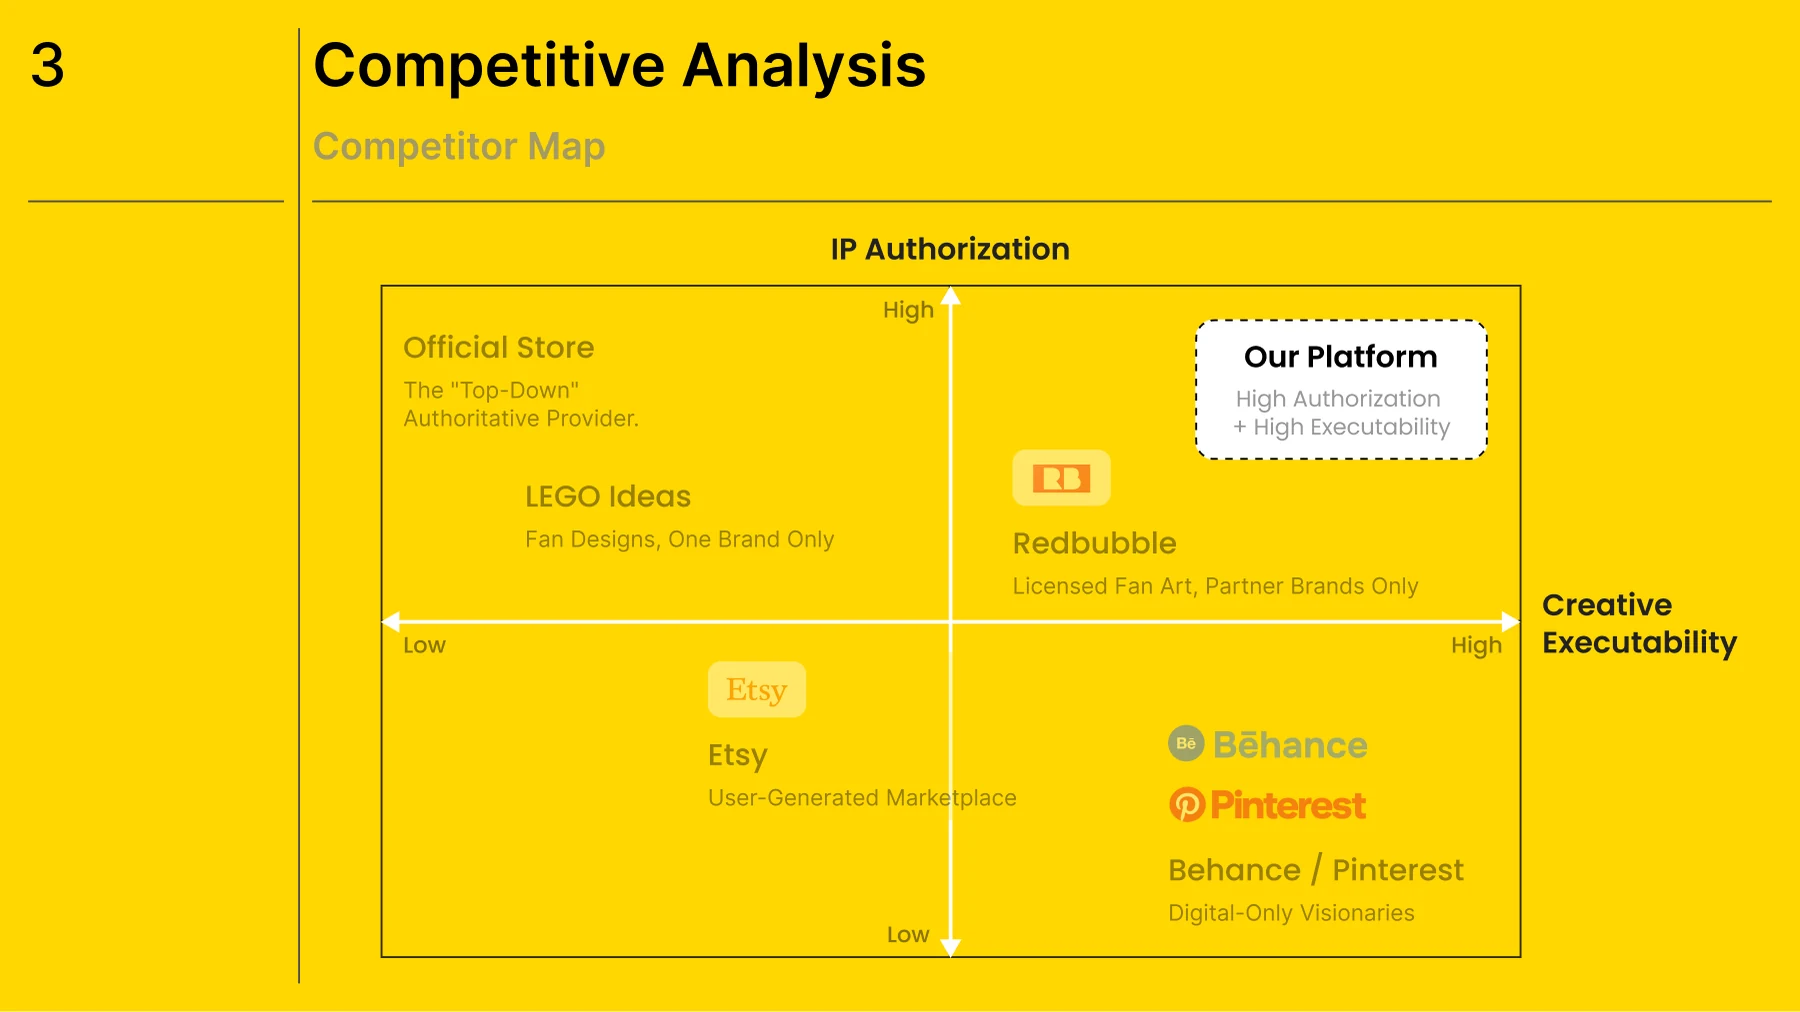 3
Competitive Analysis
Competitor Map
IP Authorization
High
Official Store
The "Top-Down"
Authoritative Provider.
Our Platform
High Authorization
+ High Executability
LEGO Ideas
Fan Designs, One Brand Only
RB
Redbubble
Licensed Fan Art, Partner Brands Only
Creative
Executability
Low
High
Etsy
Etsy
User-Generated Marketplace
Bē Bēhance
Pinterest
Behance / Pinterest
Digital-Only Visionaries
Low